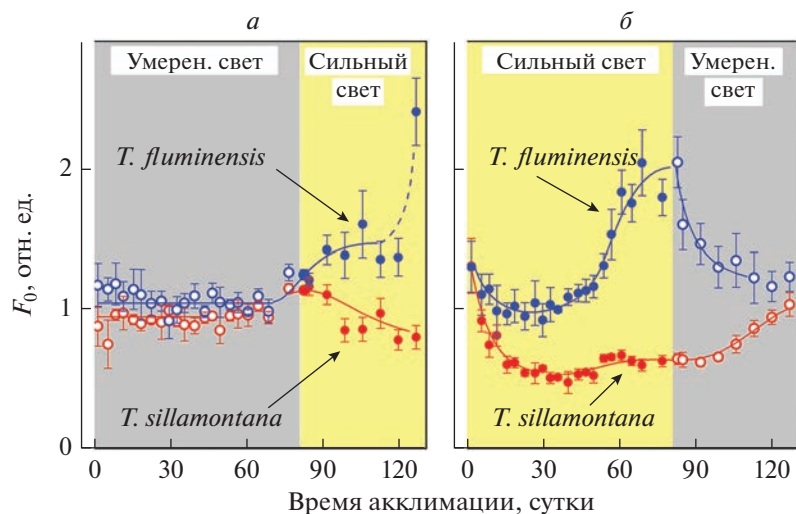 а
б
Умерен. свет
Сильный
свет
Сильный свет
Умерен.
свет
T. fluminensis
T. fluminensis
T. sillamontana
T. sillamontana
F₀, отн. ед.
2
1
0
0
30
60
90
120
0
30
60
90
120
Время акклимации, сутки